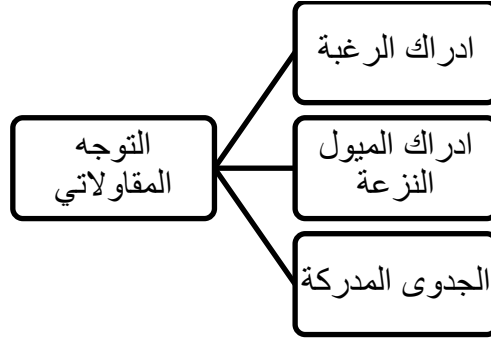 ادراك الرغبة
التوجه
المقاولاتي
ادراك الميول
النزعة
الجدوى المدركة